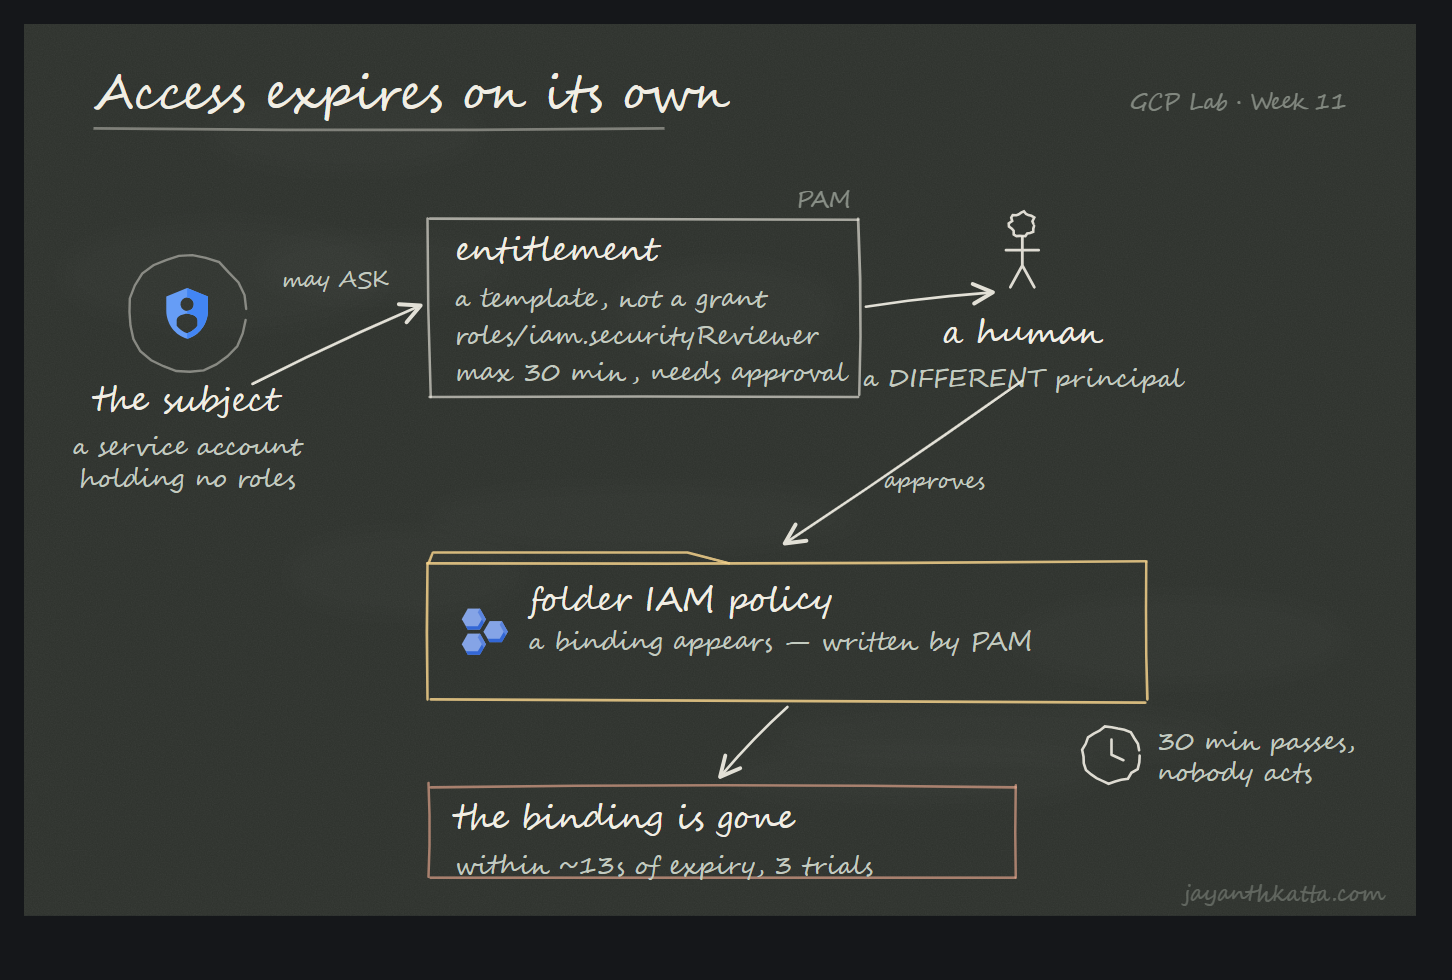 Access expires on its own
GCP Lab · Week 11
PAM
may ASK
entitlement
a template, not a grant
roles/iam.securityReviewer
max 30 min, needs approval
the subject
a service account
holding no roles
a human
a DIFFERENT principal
approves
folder IAM policy
a binding appears — written by PAM
30 min passes,
nobody acts
the binding is gone
within ~13s of expiry, 3 trials
jayanthkatta.com